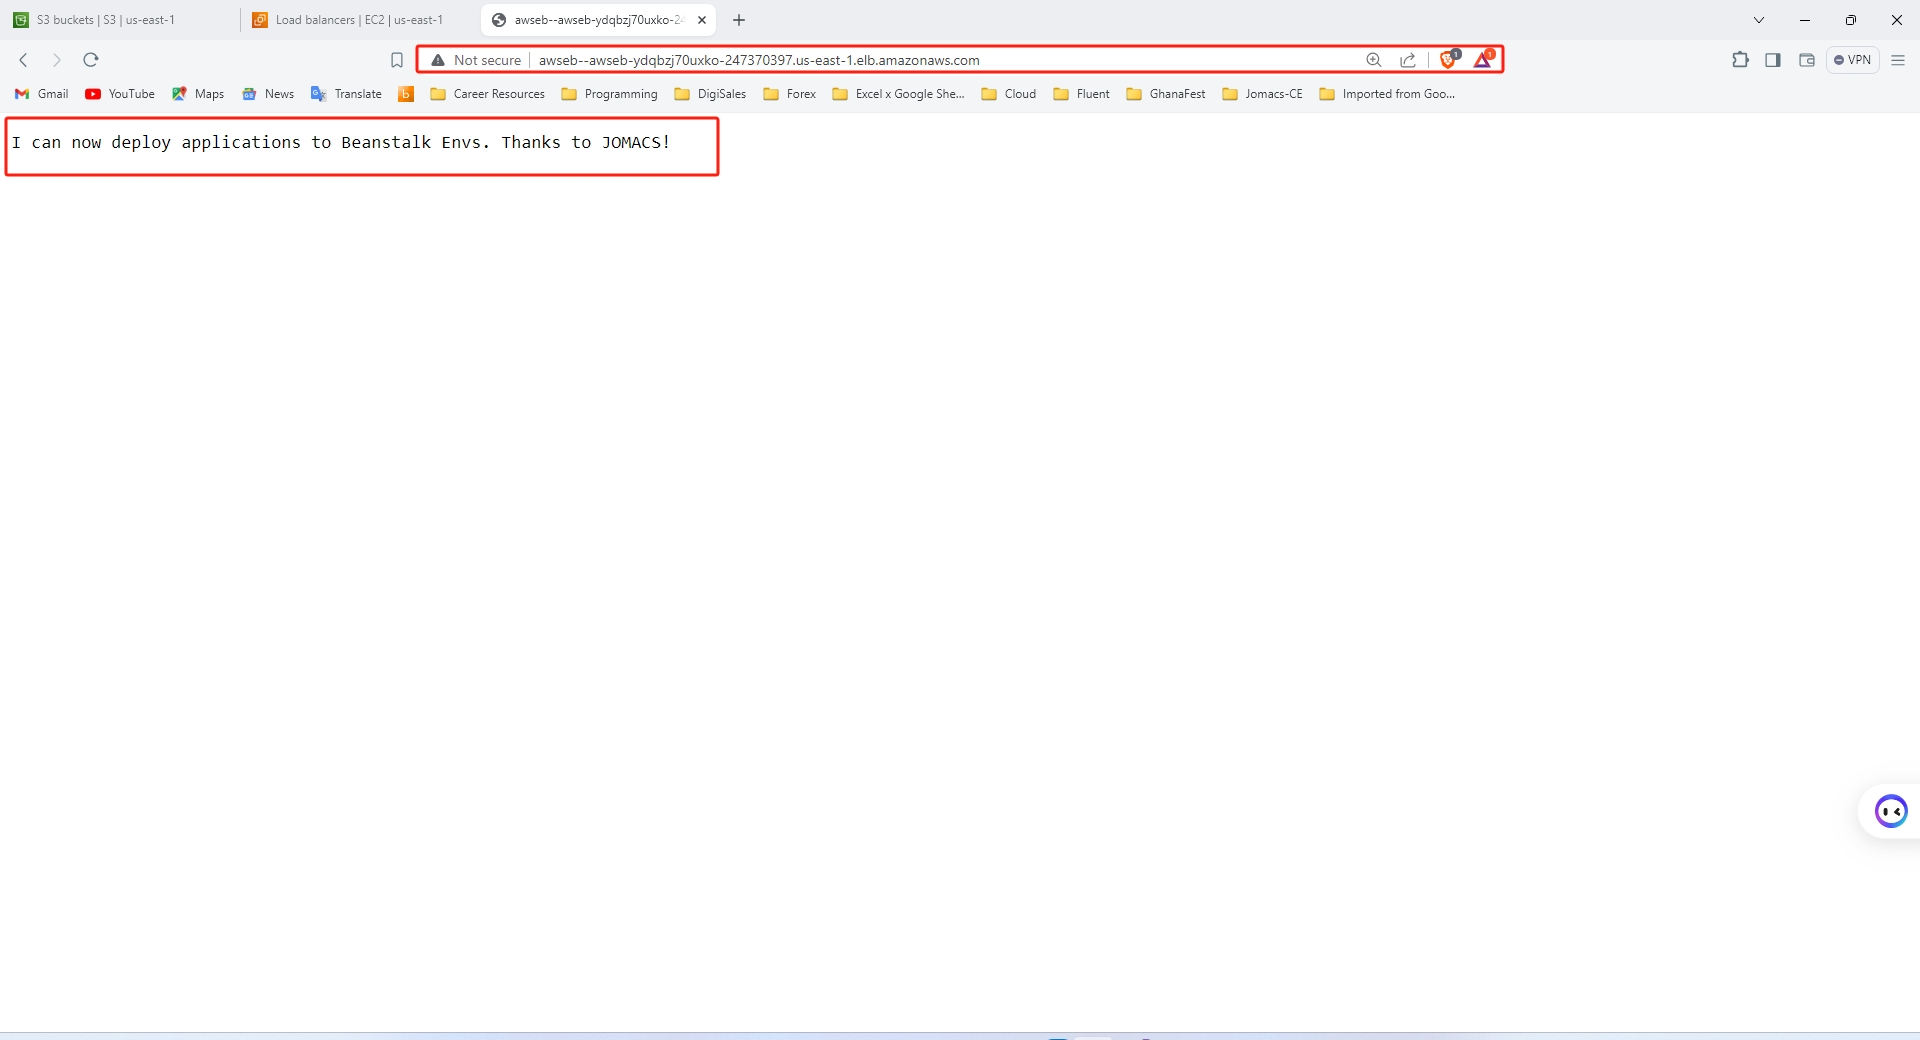 S3 buckets | S3 | us-east-1
Load balancers | EC2 | us-east-1
awseb--awseb-ydqbzj70uxko-24
Not secure
awseb--awseb-ydqbzj70uxko-247370397.us-east-1.elb.amazonaws.com
1
1
VPN
Gmail
YouTube
Maps
News
Translate
b
Career Resources
Programming
DigiSales
Forex
Excel x Google She...
Cloud
Fluent
GhanaFest
Jomacs-CE
Imported from Goo...
I can now deploy applications to Beanstalk Envs. Thanks to JOMACS!